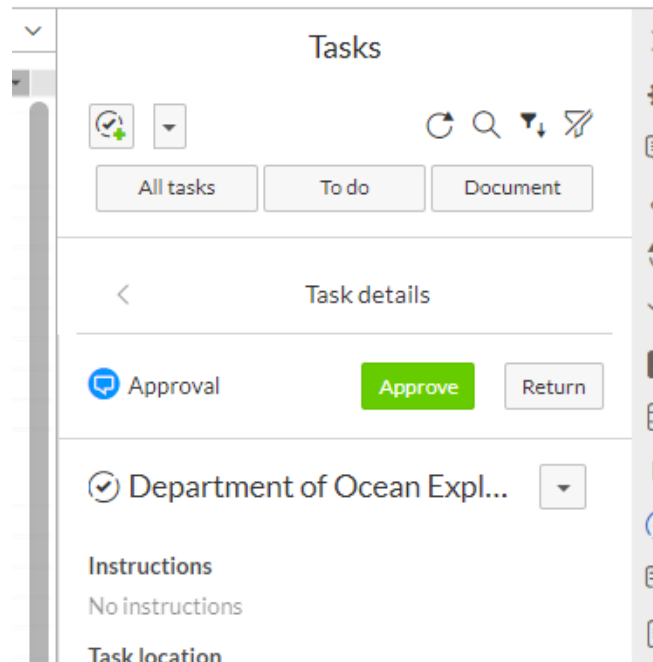 Tasks
All tasks To do Document
Task details
Approval Approve Return
Department of Ocean Expl...
Instructions
No instructions
Task location